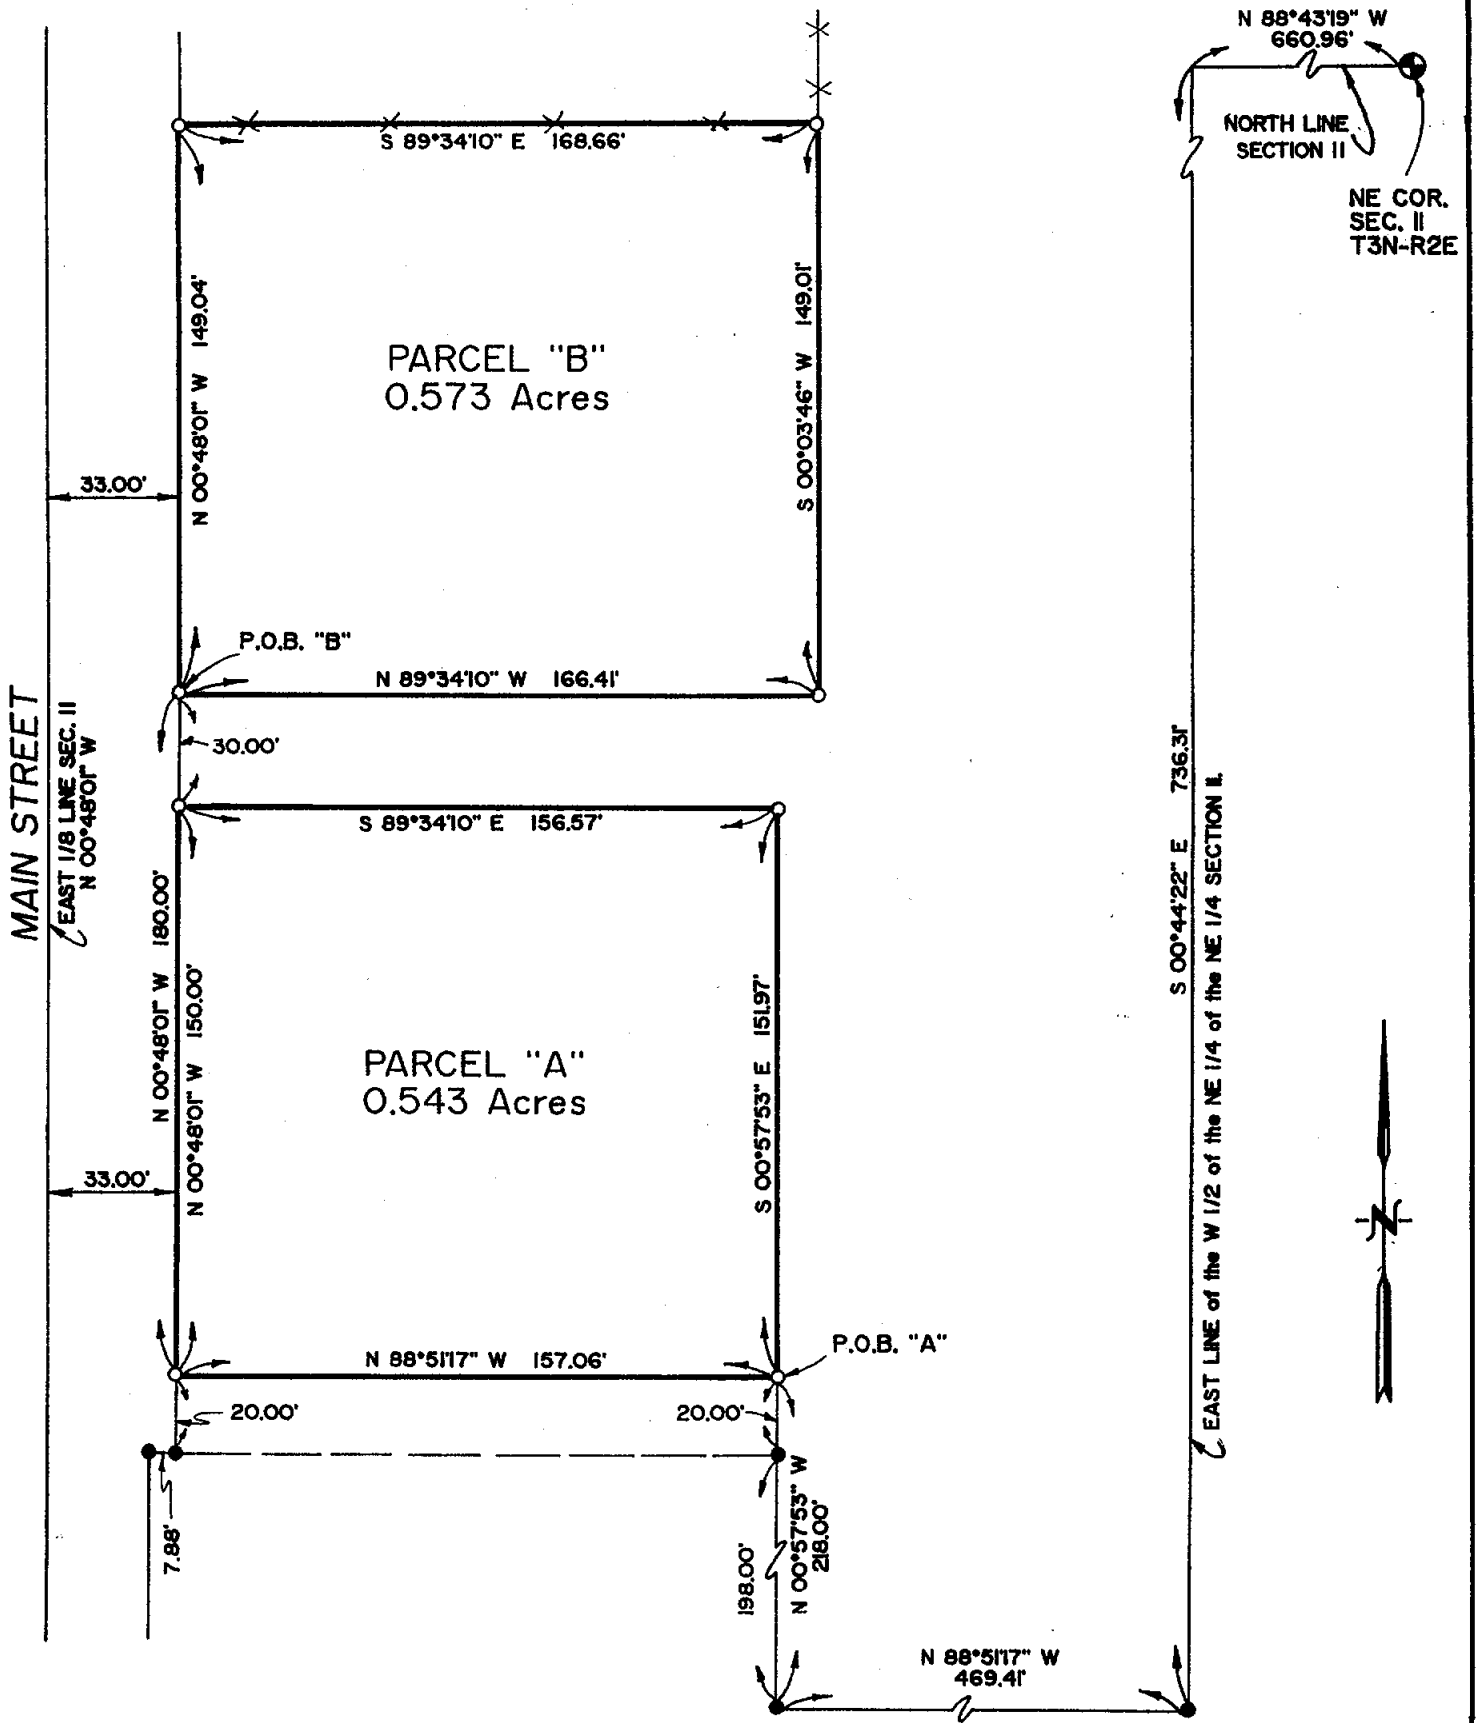 N 88°43'19" W
660.96'
NORTH LINE
SECTION 11
NE COR.
SEC. 11
T3N-R2E
S 89°34'10" E 168.66'
N 00°48'01" W 149.04'
S 00°03'46" W 149.01'
PARCEL "B"
0.573 Acres
33.00'
P.O.B. "B"
N 89°34'10" W 166.41'
30.00'
MAIN STREET
EAST 1/8 LINE SEC. 11
N 00°48'01" W
S 89°34'10" E 156.57'
N 00°48'01" W 180.00'
N 00°48'01" W 150.00'
S 00°57'53" E 151.97'
PARCEL "A"
0.543 Acres
33.00'
S 00°44'22" E 736.31'
EAST LINE of the W 1/2 of the NE 1/4 of the NE 1/4 SECTION 11.
N
P.O.B. "A"
N 88°51'17" W 157.06'
20.00'
20.00'
7.88'
198.00'
N 00°57'53" W
218.00'
N 88°51'17" W
469.41'